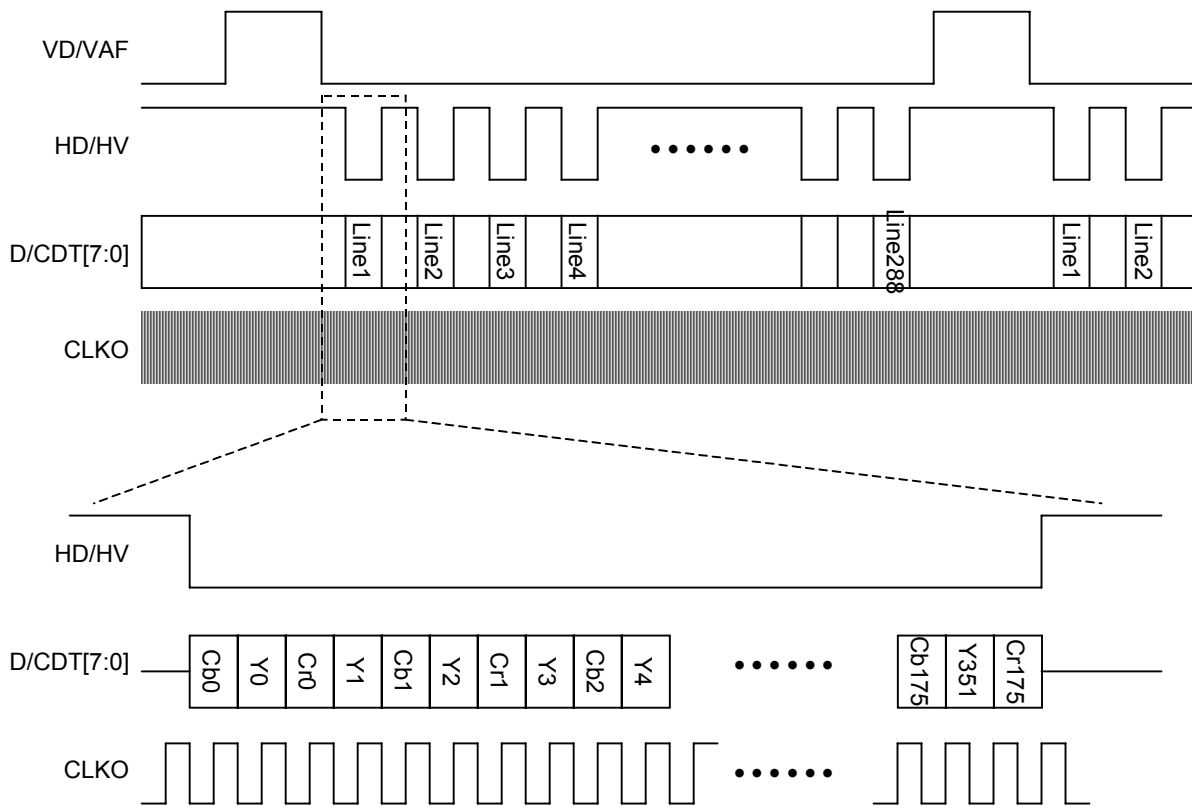 VD/VAF
HD/HV
D/CDT[7:0]
Line1
Line2
Line3
Line4
Line288
Line1
Line2
CLKO
HD/HV
D/CDT[7:0]
Cb0
Y0
Cr0
Y1
Cb1
Y2
Cr1
Y3
Cb2
Y4
Cb175
Y351
Cr175
CLKO